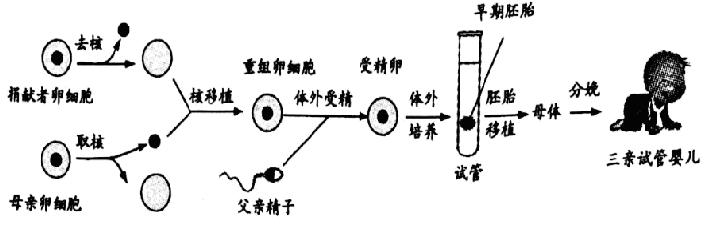 早期胚胎
去核
捐献者卵细胞
核移植
重组卵细胞
体外受精
受精卵
体外
培养
试管
胚胎
移植
母体
分娩
三亲试管婴儿
取核
母亲卵细胞
父亲精子